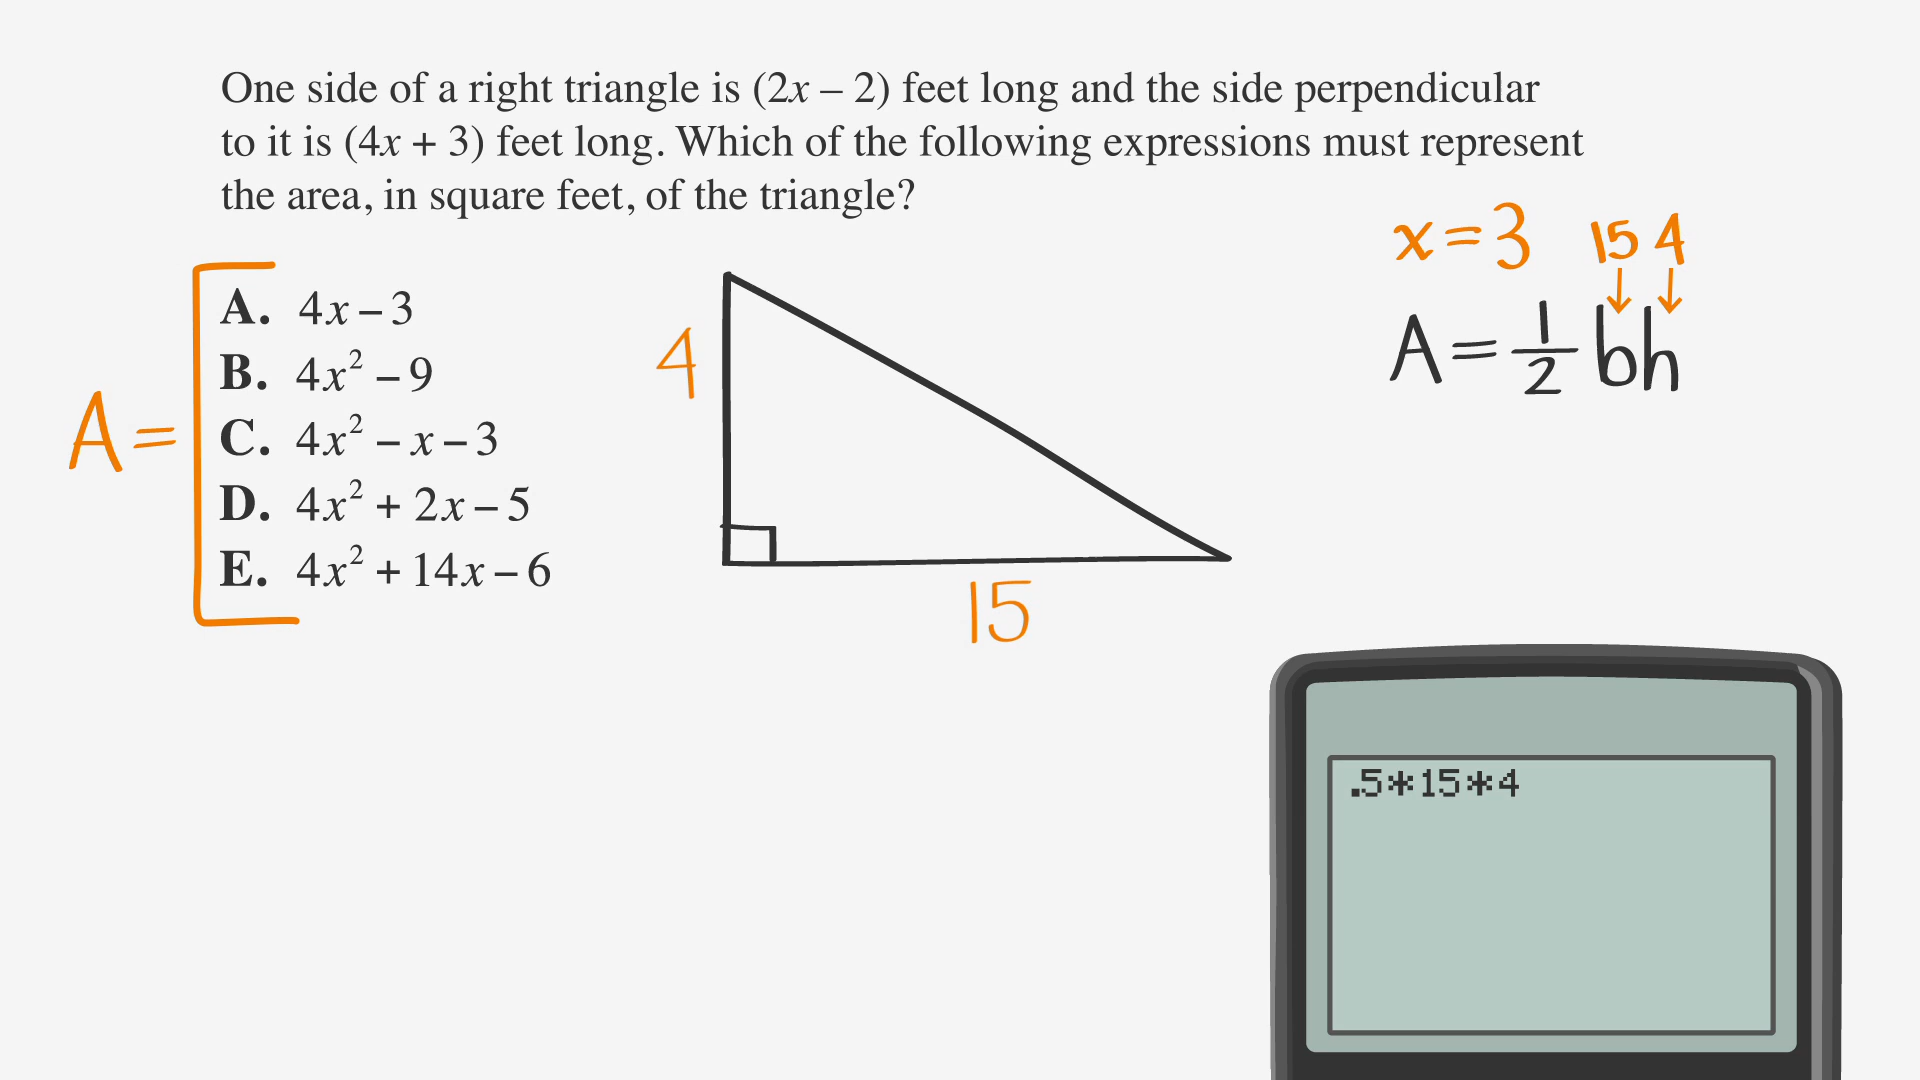 One side of a right triangle is (2x – 2) feet long and the side perpendicular
to it is (4x + 3) feet long. Which of the following expressions must represent
the area, in square feet, of the triangle?
A =
A. 4x – 3
B. 4x² – 9
C. 4x² – x – 3
D. 4x² + 2x – 5
E. 4x² + 14x – 6
4
15
x = 3
15 4
↓ ↓
A = ½ bh
.5*15*4